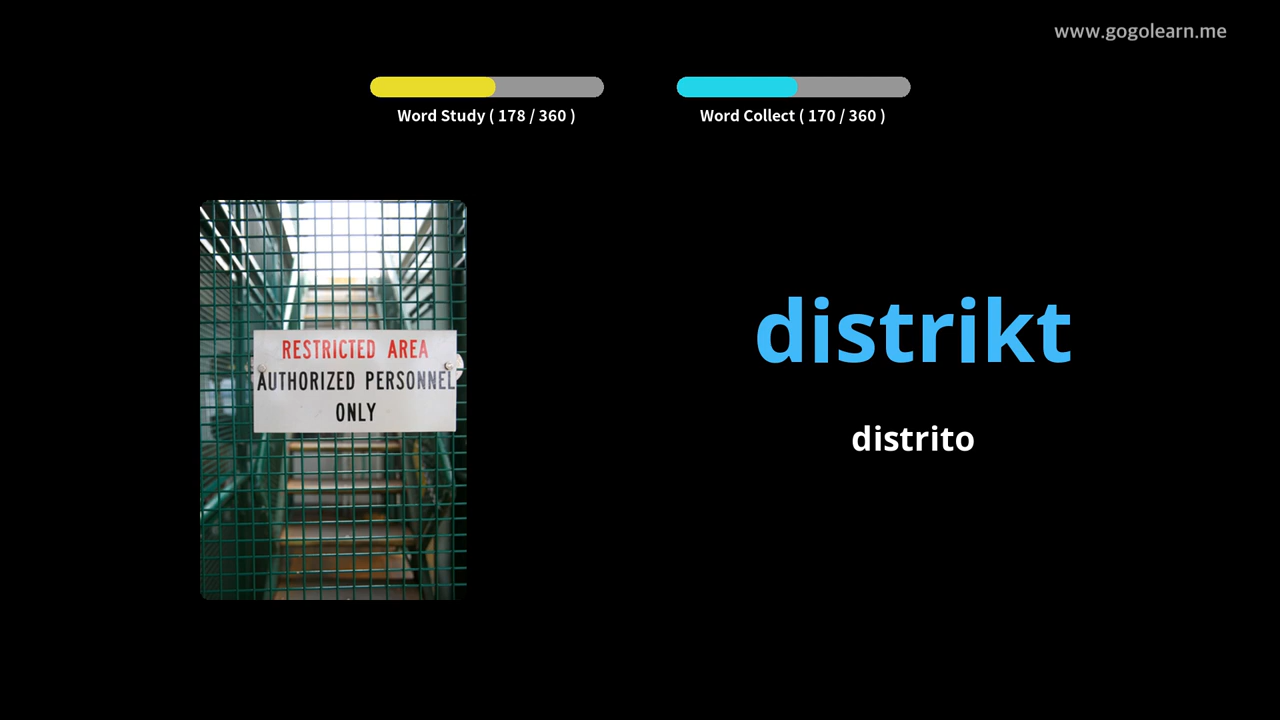 www.gogolearn.me
Word Study ( 178 / 360 )
Word Collect ( 170 / 360 )
RESTRICTED AREA
AUTHORIZED PERSONNEL
ONLY
distrikt
distrito